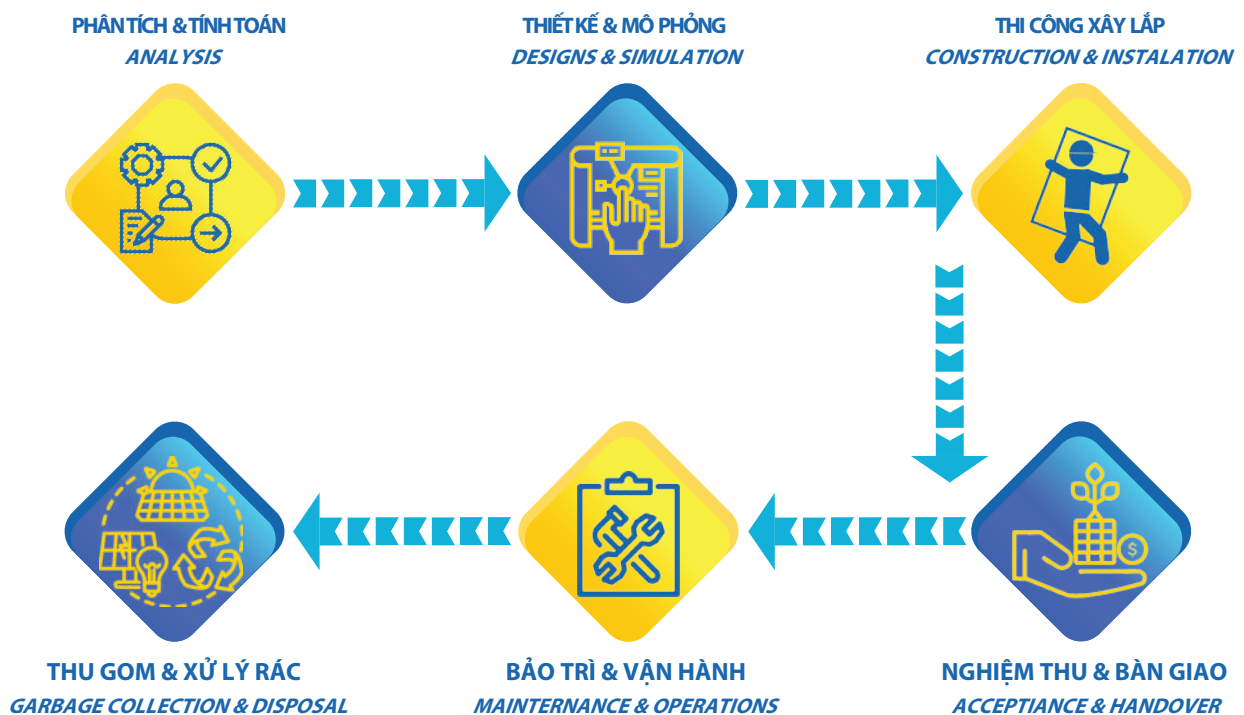 PHÂN TÍCH & TÍNH TOÁN
ANALYSIS
THIẾT KẾ & MÔ PHỎNG
DESIGNS & SIMULATION
THI CÔNG XÂY LẮP
CONSTRUCTION & INSTALATION
$
THU GOM & XỬ LÝ RÁC
GARBAGE COLLECTION & DISPOSAL
BẢO TRÌ & VẬN HÀNH
MAINTERNANCE & OPERATIONS
NGHIỆM THU & BÀN GIAO
ACCEPTIANCE & HANDOVER